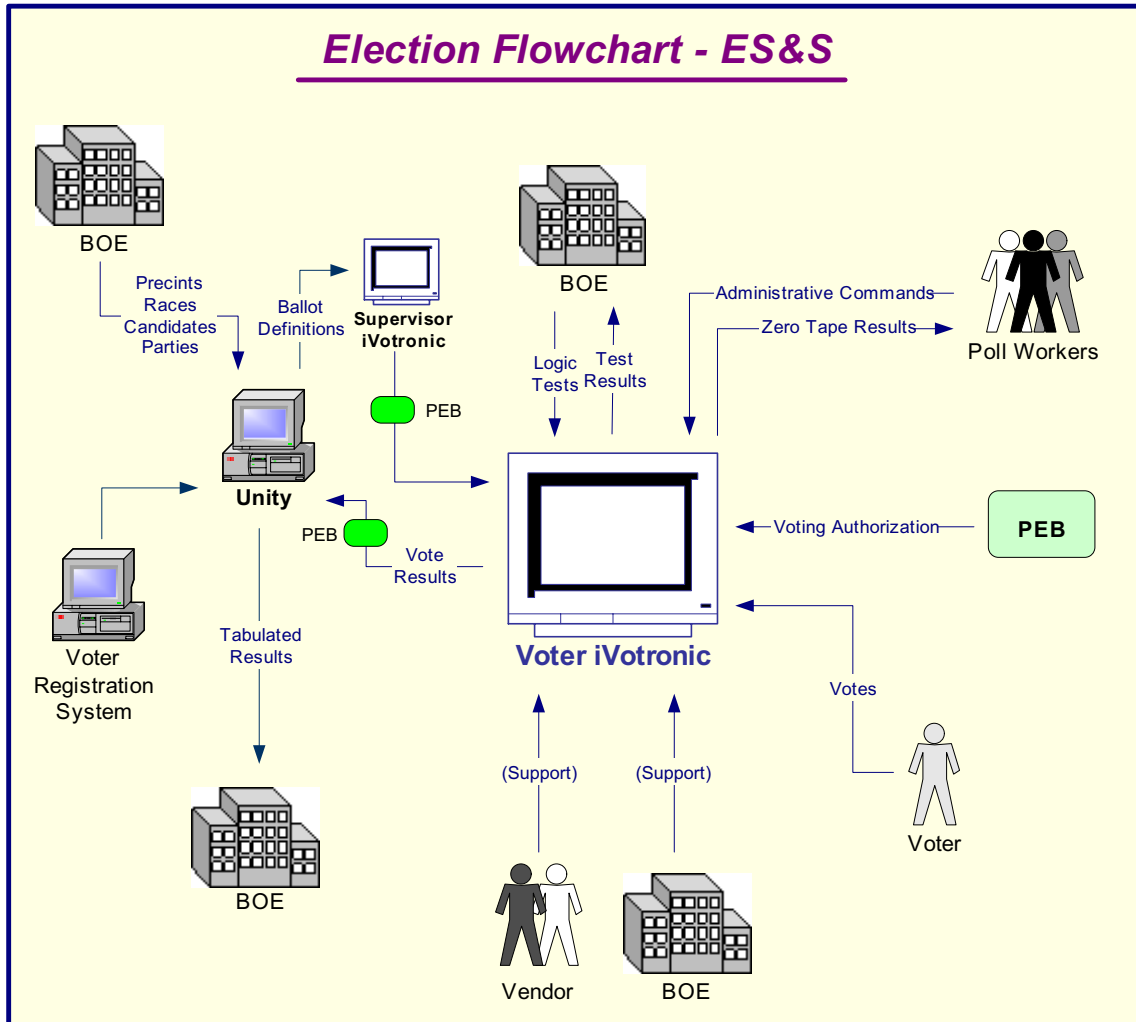 Election Flowchart - ES&S
BOE
Precints
Races
Candidates
Parties
Ballot
Definitions
Supervisor
iVotronic
PEB
BOE
Logic
Tests
Test
Results
Administrative Commands
Zero Tape Results
Poll Workers
Unity
PEB
Vote
Results
Voting Authorization
PEB
Voter
Registration
System
Tabulated
Results
Voter iVotronic
Votes
Voter
(Support)
(Support)
BOE
Vendor
BOE